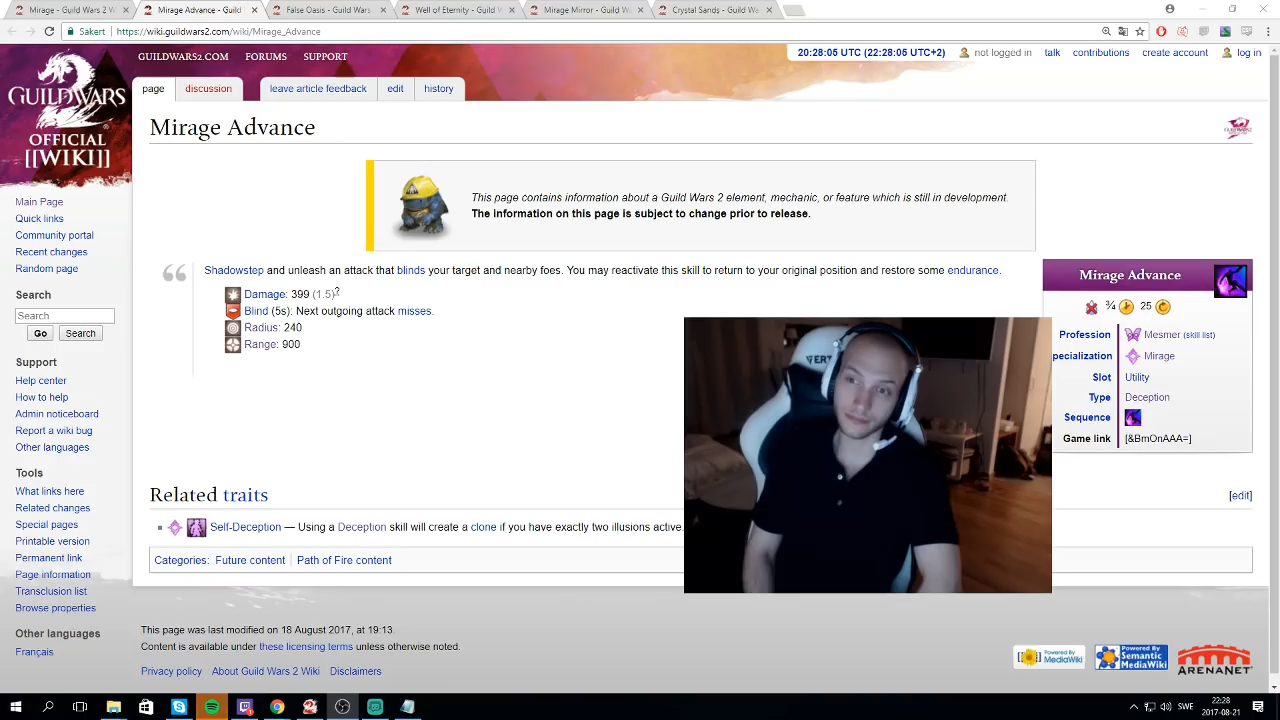 Mirage - Guild Wars 2 W
Mirage Advance - Guild
False Oasis - Guild Wars
Well of Eternity - Guild W
Mirage Mirror - Guild Wa
Crystal Sands - Guild Wa
Säkert https://wiki.guildwars2.com/wiki/Mirage_Advance
GUILDWARS2.COM FORUMS SUPPORT
20:28:05 UTC (22:28:05 UTC+2) not logged in talk contributions create account log in
GUILD WARS 2
OFFICIAL
[[WIKI]]
page discussion leave article feedback edit history
Mirage Advance
This page contains information about a Guild Wars 2 element, mechanic, or feature which is still in development.
The information on this page is subject to change prior to release.
Shadowstep and unleash an attack that blinds your target and nearby foes. You may reactivate this skill to return to your original position and restore some endurance.
Damage: 399 (1.5)?
Blind (5s). Next outgoing attack misses.
Radius: 240
Range: 900
Mirage Advance
¾ 25
Profession Mesmer (skill list)
pecialization Mirage
Slot Utility
Type Deception
Sequence
Game link [&BmOnAAA=]
Related traits
[edit]
Self-Deception — Using a Deception skill will create a clone if you have exactly two illusions active.
Categories: Future content Path of Fire content
Main Page
Quick links
Community portal
Recent changes
Random page
Search
Search
Go Search
Support
Help center
How to help
Admin noticeboard
Report a wiki bug
Other languages
Tools
What links here
Related changes
Special pages
Printable version
Permanent link
Page information
Transclusion list
Browse properties
Other languages
Français
VERT
This page was last modified on 18 August 2017, at 19:13.
Content is available under these licensing terms unless otherwise noted.
Privacy policy About Guild Wars 2 Wiki Disclaimers
Powered By MediaWiki
Powered By Semantic MediaWiki
ARENANET
SWE
22:28
2017-08-21